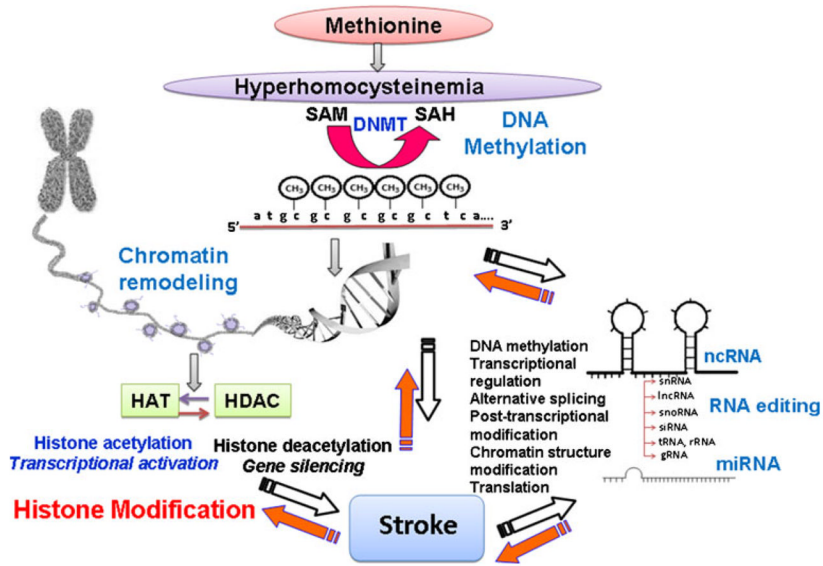 Methionine
Hyperhomocysteinemia
SAM
DNMT
SAH
DNA
Methylation
CH3 CH3 CH3 CH3 CH3 CH3
5’ a t g c g c g c g c g c t c a.... 3’
Chromatin
remodeling
HAT
HDAC
Histone acetylation
Transcriptional activation
Histone deacetylation
Gene silencing
Histone Modification
DNA methylation
Transcriptional
regulation
Alternative splicing
Post-transcriptional
modification
Chromatin structure
modification
Translation
ncRNA
snRNA
lncRNA
snoRNA
siRNA
tRNA, rRNA
gRNA
RNA editing
miRNA
Stroke